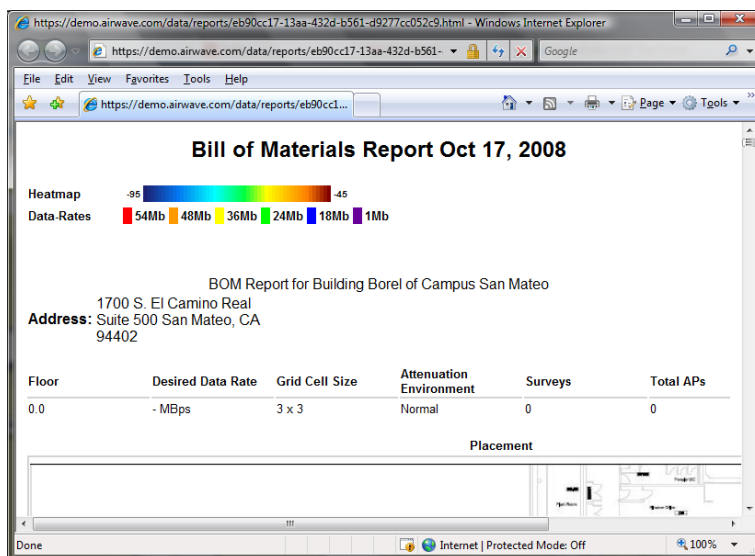 https://demo.airwave.com/data/reports/eb90cc17-13aa-432d-b561-d9277cc052c9.html - Windows Internet Explorer
https://demo.airwave.com/data/reports/eb90cc17-13aa-432d-b561- Google
File Edit View Favorites Tools Help
https://demo.airwave.com/data/reports/eb90cc1... Page Tools
Bill of Materials Report Oct 17, 2008
Heatmap -95 -45
Data-Rates 54Mb 48Mb 36Mb 24Mb 18Mb 1Mb
BOM Report for Building Borel of Campus San Mateo
1700 S. El Camino Real
Address: Suite 500 San Mateo, CA
94402
Floor Desired Data Rate Grid Cell Size Attenuation Environment Surveys Total APs
0.0 - MBps 3 x 3 Normal 0 0
Placement
Done Internet | Protected Mode: Off 100%